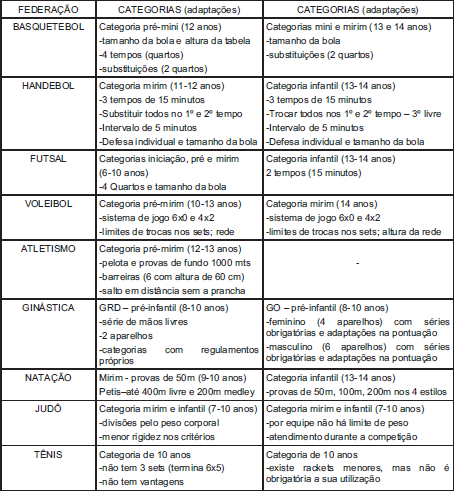 FEDERAÇÃO CATEGORIAS (adaptações) CATEGORIAS (adaptações)
BASQUETEBOL Categoria pré-mini (12 anos) Categorias mini e mirim (13 e 14 anos)
-tamanho da bola e altura da tabela -tamanho da bola
-4 tempos (quartos) -substituições (2 quartos)
-substituições (2 quartos)
HANDEBOL Categoria mirim (11-12 anos) Categoria infantil (13-14 anos)
-3 tempos de 15 minutos -3 tempos de 15 minutos
-Substituir todos no 1º e 2º tempo -Trocar todos nos 1º e 2º tempo – 3º livre
-Intervalo de 5 minutos -Intervalo de 5 minutos
-Defesa individual e tamanho da bola -Defesa individual e tamanho da bola
FUTSAL Categorias iniciação, pré e mirim Categoria infantil (13-14 anos)
(6-10 anos) 2 tempos (15 minutos)
-4 Quartos e tamanho da bola
VOLEIBOL Categoria pré-mirim (10-13 anos) Categoria mirim (14 anos)
-sistema de jogo 6x0 e 4x2 -sistema de jogo 6x0 e 4x2
-limites de trocas nos sets; rede -limites de trocas nos sets; altura da rede
ATLETISMO Categoria pré-mirim (12-13 anos) -
-pelota e provas de fundo 1000 mts
-barreiras (6 com altura de 60 cm)
-salto em distância sem a prancha
GINÁSTICA GRD – pré-infantil (8-10 anos) GO – pré-infantil (8-10 anos)
-série de mãos livres -feminino (4 aparelhos) com séries
-2 aparelhos obrigatórias e adaptações na pontuação
-categorias com regulamentos -masculino (6 aparelhos) com séries
próprios obrigatórias e adaptações na pontuação
NATAÇÃO Mirim - provas de 50m (9-10 anos) Categoria infantil (13-14 anos)
Petis–até 400m livre e 200m medley -provas de 50m, 100m, 200m nos 4 estilos
JUDÔ Categoria mirim e infantil (7-10 anos) Categoria mirim e infantil (7-10 anos)
-divisões pelo peso corporal -por equipe não há limite de peso
-menor rigidez nos critérios -atendimento durante a competição
TÊNIS Categoria de 10 anos Categoria de 10 anos
-não tem 3 sets (termina 6x5) -existe rackets menores, mas não é
-não tem vantagens obrigatória a sua utilização